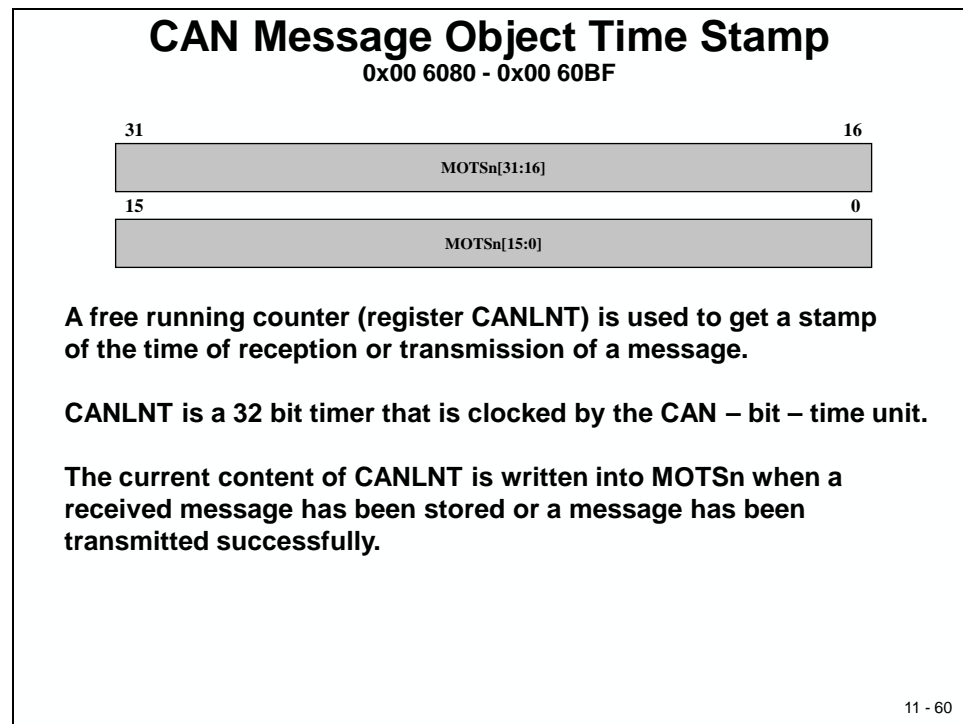 CAN Message Object Time Stamp
0x00 6080 - 0x00 60BF
31 16
MOTSn[31:16]
15 0
MOTSn[15:0]
A free running counter (register CANLNT) is used to get a stamp
of the time of reception or transmission of a message.
CANLNT is a 32 bit timer that is clocked by the CAN – bit – time unit.
The current content of CANLNT is written into MOTSn when a
received message has been stored or a message has been
transmitted successfully.
11 - 60